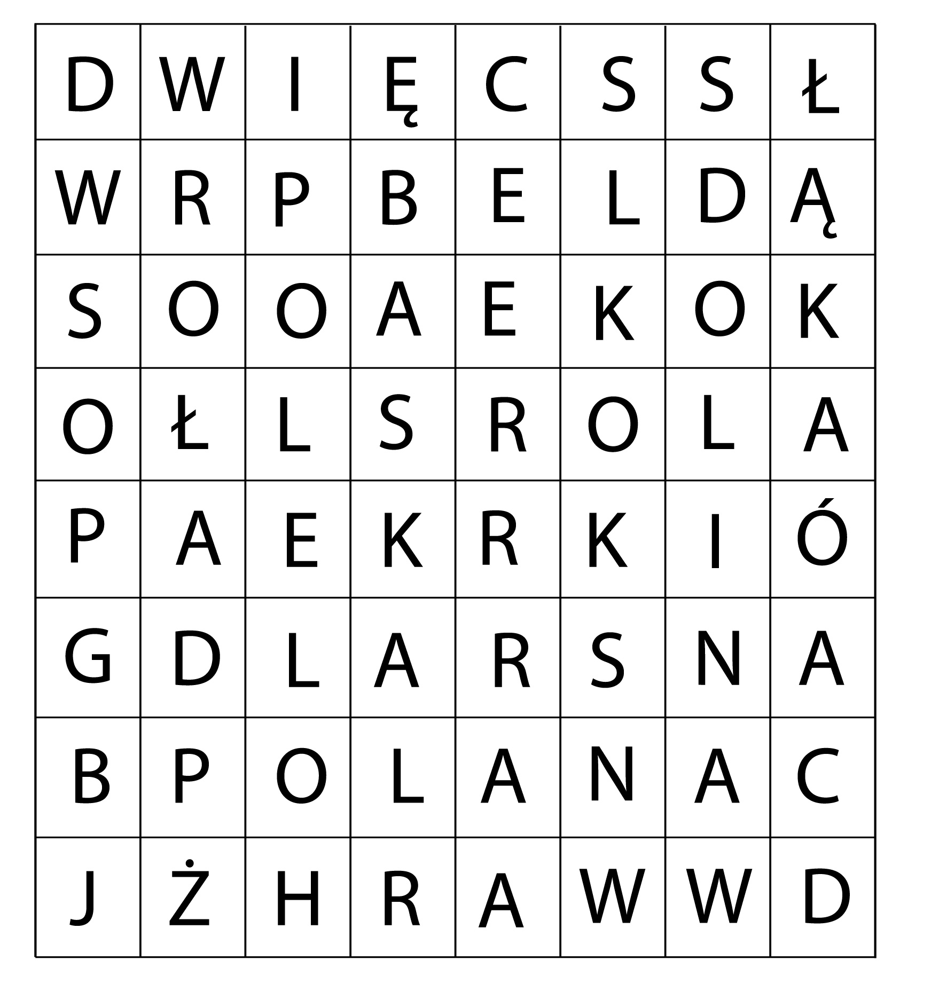 D W I Ę C S S Ł
W R P B E L D Ą
S O O A E K O K
O Ł L S R O L A
P A E K R K I Ó
G D L A R S N A
B P O L A N A C
J Ż H R A W W D